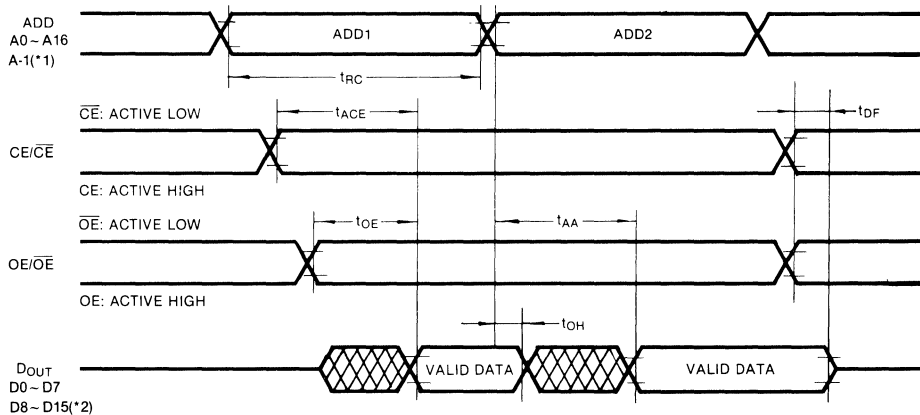 ADD
A0 ~ A16
A-1(*1)
ADD1
ADD2
tRC
CE: ACTIVE LOW
tACE
tDF
CE/CE
CE: ACTIVE HIGH
OE: ACTIVE LOW
tOE
tAA
OE/OE
OE: ACTIVE HIGH
tOH
DOUT
D0 ~ D7
D8 ~ D15(*2)
VALID DATA
VALID DATA